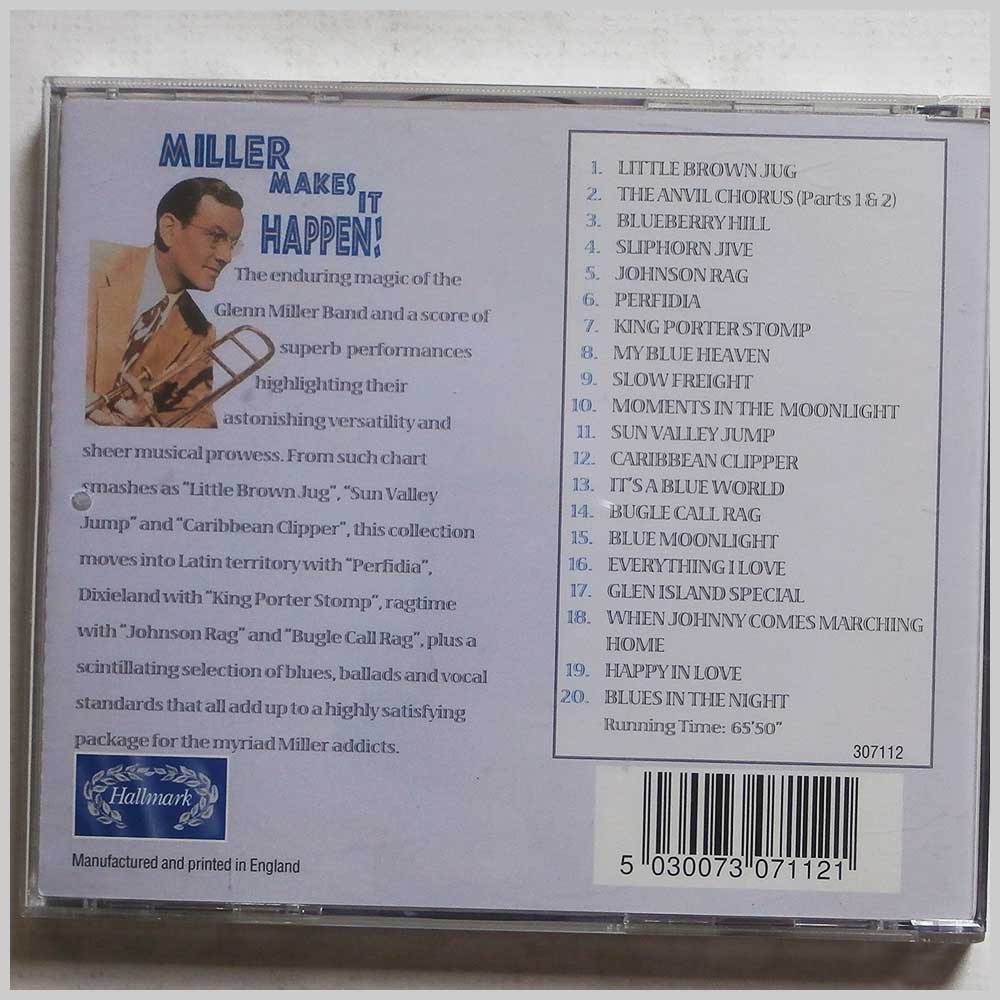 MILLER
MAKES
IT
HAPPEN!
The enduring magic of the
Glenn Miller Band and a score of
superb performances
highlighting their
astonishing versatility and
sheer musical prowess. From such chart
smashes as "Little Brown Jug", "Sun Valley
Jump" and "Caribbean Clipper", this collection
moves into Latin territory with "Perfidia",
Dixieland with "King Porter Stomp", ragtime
with "Johnson Rag" and "Bugle Call Rag", plus a
scintillating selection of blues, ballads and vocal
standards that all add up to a highly satisfying
package for the myriad Miller addicts.
Hallmark
Manufactured and printed in England
1. LITTLE BROWN JUG
2. THE ANVIL CHORUS (Parts 1 & 2)
3. BLUEBERRY HILL
4. SLIPHORN JIVE
5. JOHNSON RAG
6. PERFIDIA
7. KING PORTER STOMP
8. MY BLUE HEAVEN
9. SLOW FREIGHT
10. MOMENTS IN THE MOONLIGHT
11. SUN VALLEY JUMP
12. CARIBBEAN CLIPPER
13. IT'S A BLUE WORLD
14. BUGLE CALL RAG
15. BLUE MOONLIGHT
16. EVERYTHING I LOVE
17. GLEN ISLAND SPECIAL
18. WHEN JOHNNY COMES MARCHING
HOME
19. HAPPY IN LOVE
20. BLUES IN THE NIGHT
Running Time: 65'50"
307112
5 030073 071121